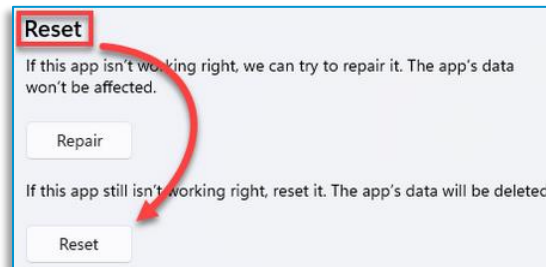 Reset
If this app isn't working right, we can try to repair it. The app's data
won't be affected.
Repair
If this app still isn't working right, reset it. The app's data will be deleted
Reset